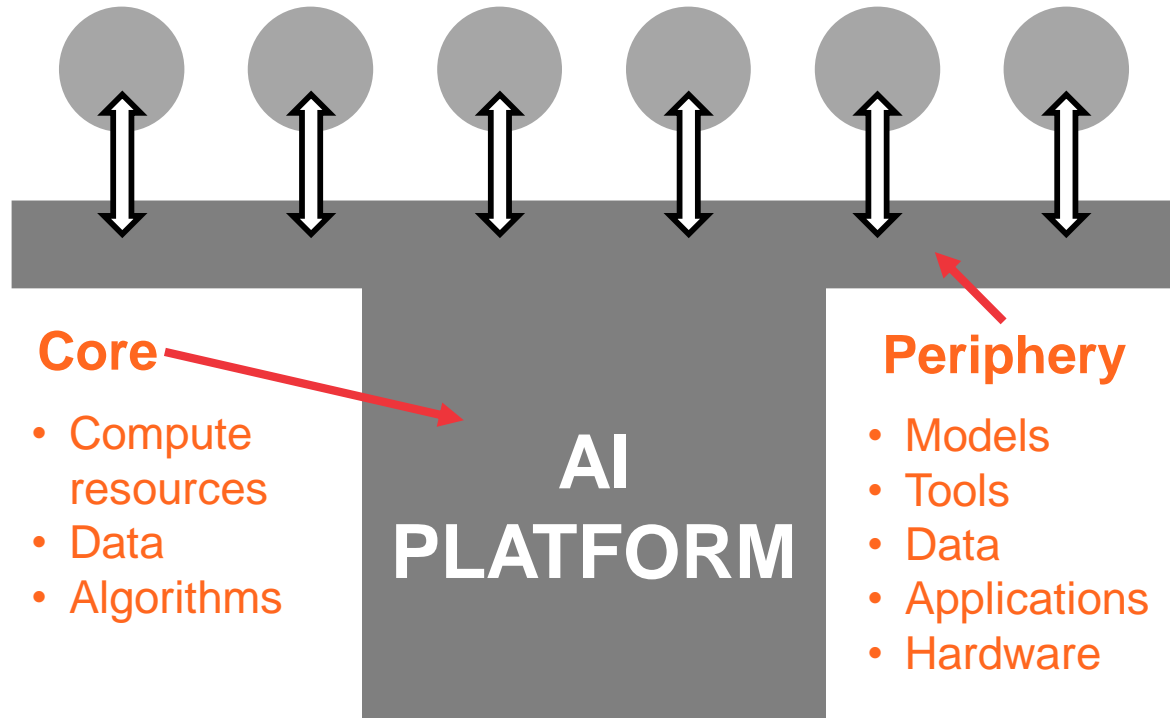 Core
• Compute
resources
• Data
• Algorithms
AI
PLATFORM
Periphery
• Models
• Tools
• Data
• Applications
• Hardware